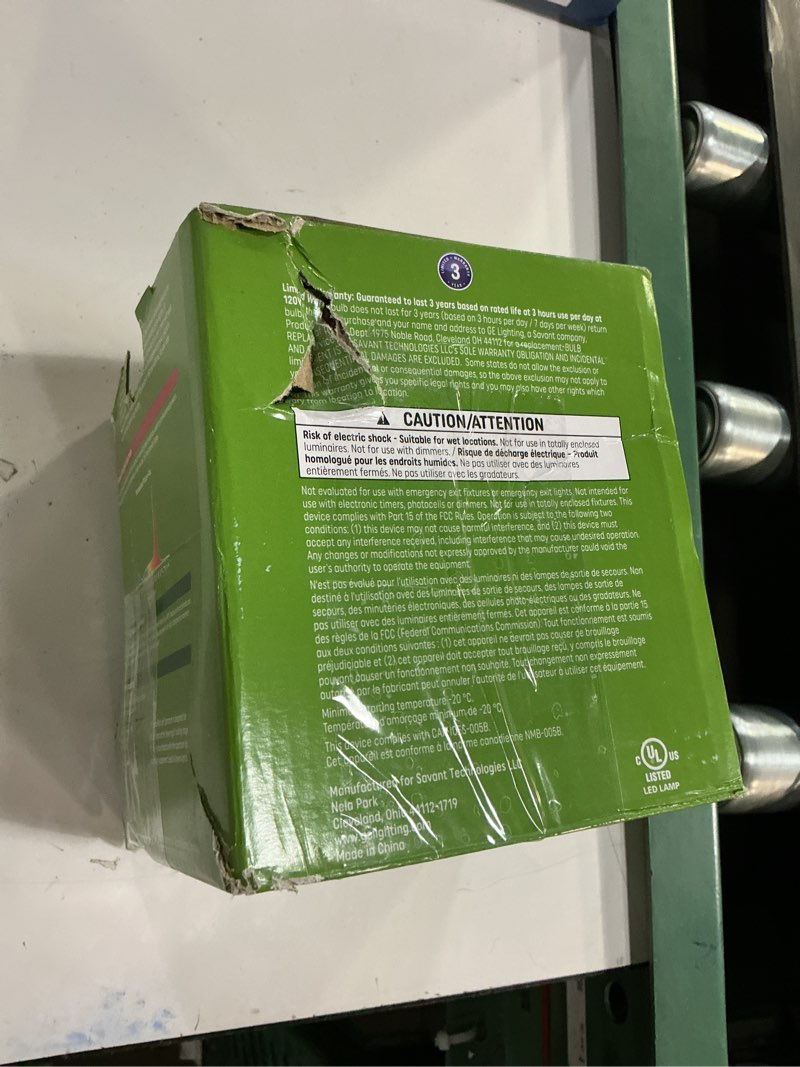 LIMITED • WARRANTY
3
YEAR
Warranty: Guaranteed to last 3 years based on rated life at 3 hours use per day at
120V bulb does not last for 3 years (based on 3 hours per day / 7 days per week) return
bulb, purchase and your name and address to GE Lighting, a Savant company,
Dept. 1975 Noble Road, Cleveland OH 44112 for a replacement BULB
REPLA SAVANT TECHNOLOGIES LLC'S SOLE WARRANTY OBLIGATION AND INCIDENTAL
AND DAMAGES ARE EXCLUDED. Some states do not allow the exclusion or
incidental or consequential damages, so the above exclusion may not apply to
warranty gives you specific legal rights and you may also have other rights which
vary from location to location.
CAUTION/ATTENTION
Risk of electric shock - Suitable for wet locations. Not for use in totally enclosed
luminaires. Not for use with dimmers. / Risque de décharge électrique - Produit
homologué pour les endroits humides. Ne pas utiliser avec des luminaires
entièrement fermés. Ne pas utiliser avec les gradateurs.
Not evaluated for use with emergency exit fixtures or emergency exit lights. Not intended for
use with electronic timers, photocells or dimmers. Not for use in totally enclosed fixtures. This
device complies with Part 15 of the FCC Rules. Operation is subject to the following two
conditions: (1) this device may not cause harmful interference, and (2) this device must
accept any interference received, including interference that may cause undesired operation.
Any changes or modifications not expressly approved by the manufacturer could void the
user's authority to operate the equipment.
N'est pas évalué pour l'utilisation avec des luminaires ni des lampes de sortie de secours. Non
destiné à l'utilisation avec des luminaires de sortie de secours, des lampes de sortie de
secours, des minuteries électroniques, des cellules photo-électriques ou des gradateurs. Ne
pas utiliser avec des luminaires entièrement fermés. Cet appareil est conforme à la partie 15
des règles de la FCC (Federal Communications Commission). Tout fonctionnement est soumis
aux deux conditions suivantes : (1) cet appareil ne devrait pas causer de brouillage
préjudiciable et (2) cet appareil doit accepter tout brouillage reçu, y compris le brouillage
pouvant causer un fonctionnement non souhaité. Tout changement non expressément
autorisé par le fabricant peut annuler l'autorité de l'utilisateur à utiliser cet équipement.
Minimum starting temperature -20 °C.
Température d'amorçage minimum de -20 °C.
This device complies with CAN ICES-005B.
Cet appareil est conforme à la norme canadienne NMB-005B.
Manufactured for Savant Technologies LLC
Nela Park
Cleveland, Ohio 44112-1719
www.gelighting.com
Made in China
C UL US
LISTED
LED LAMP